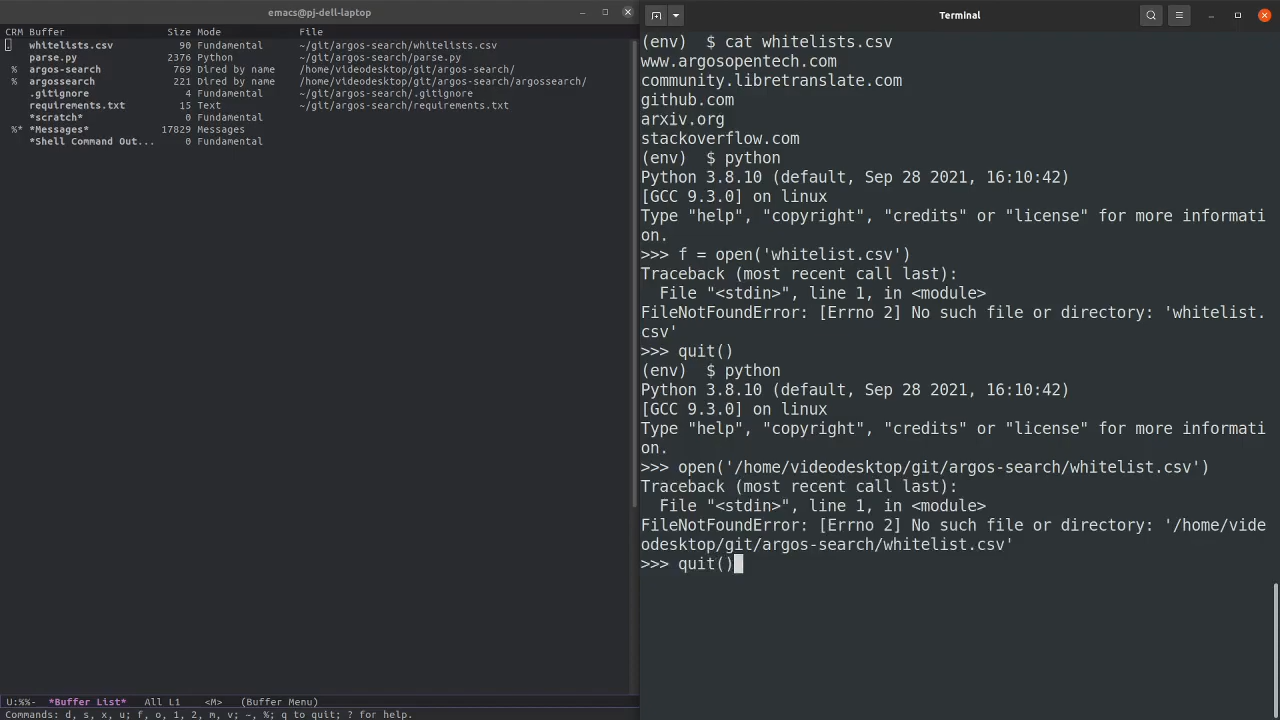 emacs@pj-dell-laptop
CRM Buffer Size Mode File
. whitelists.csv 90 Fundamental ~/git/argos-search/whitelists.csv
parse.py 2376 Python ~/git/argos-search/parse.py
% argos-search 769 Dired by name /home/videodesktop/git/argos-search/
% argossearch 221 Dired by name /home/videodesktop/git/argos-search/argossearch/
.gitignore 4 Fundamental ~/git/argos-search/.gitignore
requirements.txt 15 Text ~/git/argos-search/requirements.txt
*scratch* 0 Fundamental
%* *Messages* 17829 Messages
*Shell Command Out... 0 Fundamental
U:%%- *Buffer List* All L1 <M> (Buffer Menu)
Commands: d, s, x, u; f, o, 1, 2, m, v; ~, %; q to quit; ? for help.
Terminal
(env) $ cat whitelists.csv
www.argosopentech.com
community.libretranslate.com
github.com
arxiv.org
stackoverflow.com
(env) $ python
Python 3.8.10 (default, Sep 28 2021, 16:10:42)
[GCC 9.3.0] on linux
Type "help", "copyright", "credits" or "license" for more informati
on.
>>> f = open('whitelist.csv')
Traceback (most recent call last):
File "<stdin>", line 1, in <module>
FileNotFoundError: [Errno 2] No such file or directory: 'whitelist.
csv'
>>> quit()
(env) $ python
Python 3.8.10 (default, Sep 28 2021, 16:10:42)
[GCC 9.3.0] on linux
Type "help", "copyright", "credits" or "license" for more informati
on.
>>> open('/home/videodesktop/git/argos-search/whitelist.csv')
Traceback (most recent call last):
File "<stdin>", line 1, in <module>
FileNotFoundError: [Errno 2] No such file or directory: '/home/vide
odesktop/git/argos-search/whitelist.csv'
>>> quit()